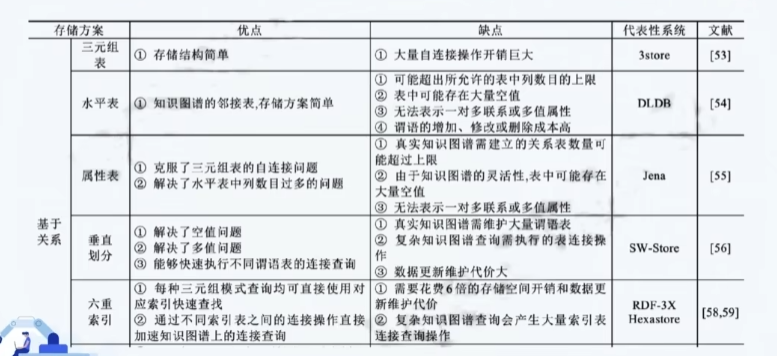 存储方案 优点 缺点 代表性系统 文献
基于
关系
三元组
表
① 存储结构简单
① 大量自连接操作开销巨大
3store
[53]
水平表
① 知识图谱的邻接表,存储方案简单
① 可能超出所允许的表中列数目的上限
② 表中可能存在大量空值
③ 无法表示一对多联系或多值属性
④ 谓语的增加、修改或删除成本高
DLDB
[54]
属性表
① 克服了三元组表的自连接问题
② 解决了水平表中列数目过多的问题
① 真实知识图谱需建立的关系表数量可
能超过上限
② 由于知识图谱的灵活性,表中可能存在
大量空值
③ 无法表示一对多联系或多值属性
Jena
[55]
垂直
划分
① 解决了空值问题
② 解决了多值问题
③ 能够快速执行不同谓语表的连接查询
① 真实知识图谱需维护大量谓语表
② 复杂知识图谱查询需执行的表连接操
作
③ 数据更新维护代价大
SW-Store
[56]
六重
索引
① 每种三元组模式查询均可直接使用对
应索引快速查找
② 通过不同索引表之间的连接操作直接
加速知识图谱上的连接查询
① 需要花费6倍的存储空间开销和数据更
新维护代价
② 复杂知识图谱查询会产生大量索引表
连接查询操作
RDF-3X
Hexastore
[58,59]